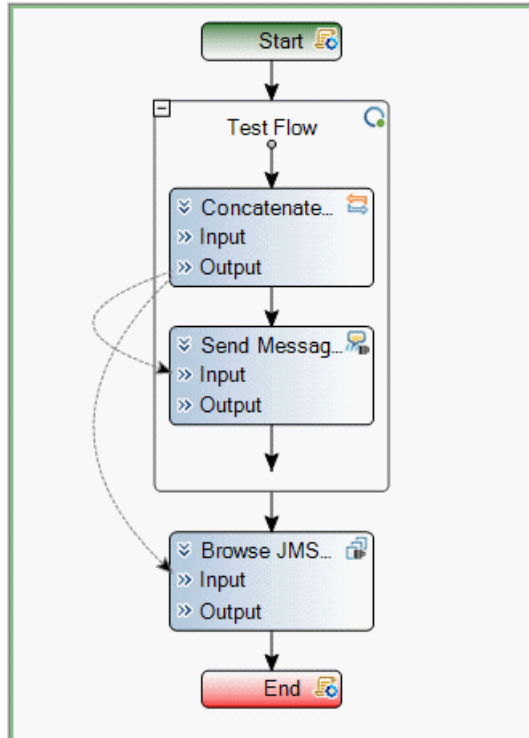 Start
Test Flow
Concatenate...
Input
Output
Send Messag...
Input
Output
Browse JMS...
Input
Output
End